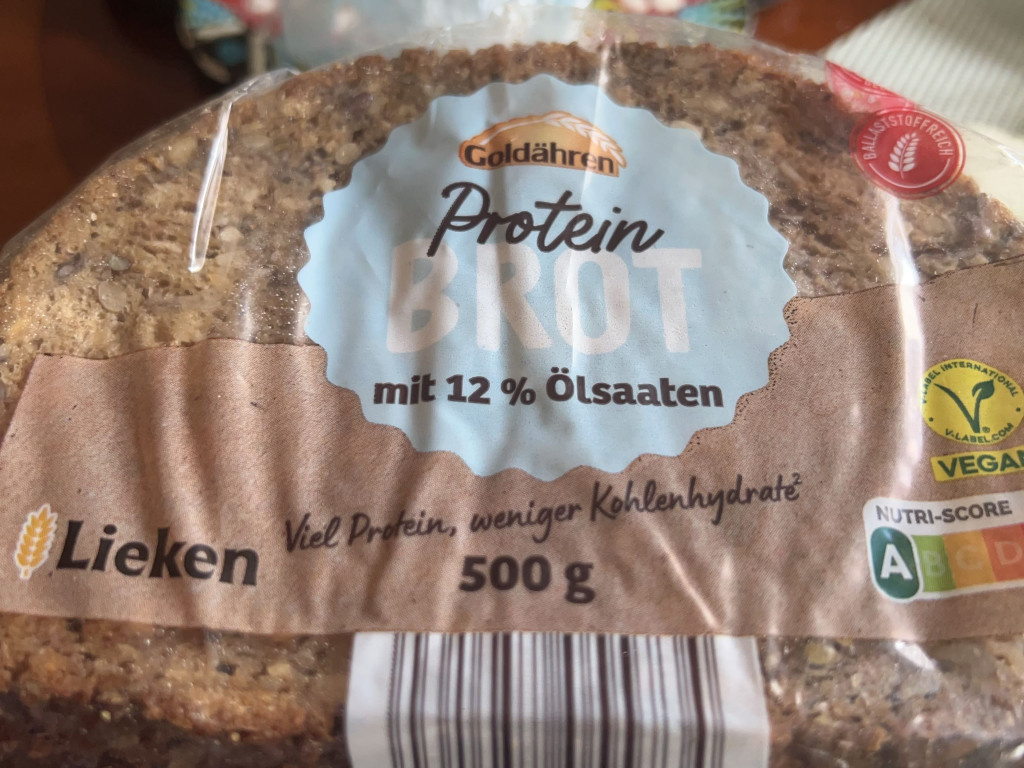 Goldähren
Protein
BROT
mit 12 % Ölsaaten
BALLASTSTOFFREICH
Viel Protein, weniger Kohlenhydrate²
500 g
Lieken
INTERNATIONAL
V-LABEL.COM
VEGAN
NUTRI-SCORE
A B C D